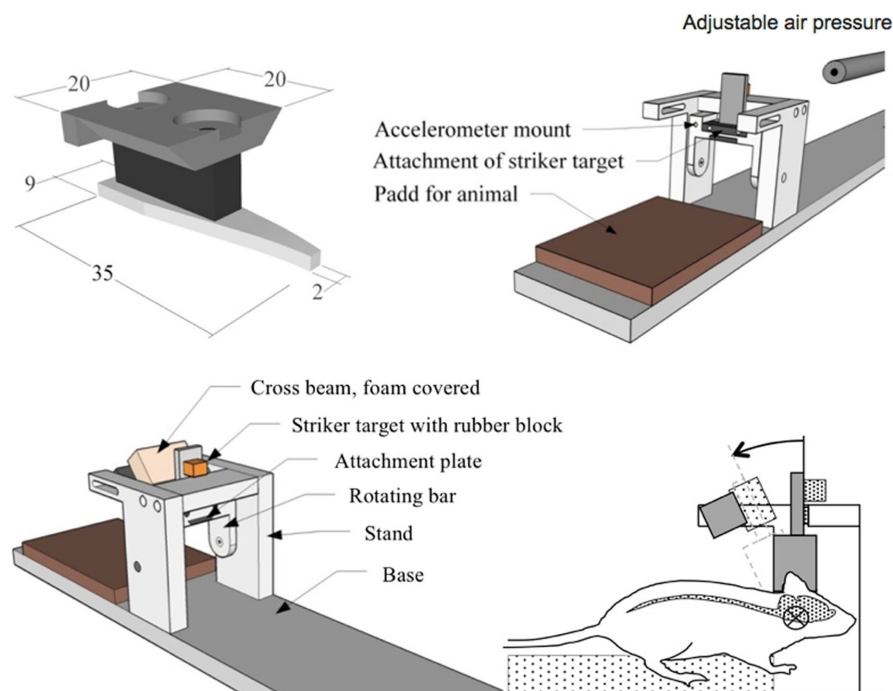 Adjustable air pressure
20
20
9
35
2
Accelerometer mount
Attachment of striker target
Padd for animal
Cross beam, foam covered
Striker target with rubber block
Attachment plate
Rotating bar
Stand
Base